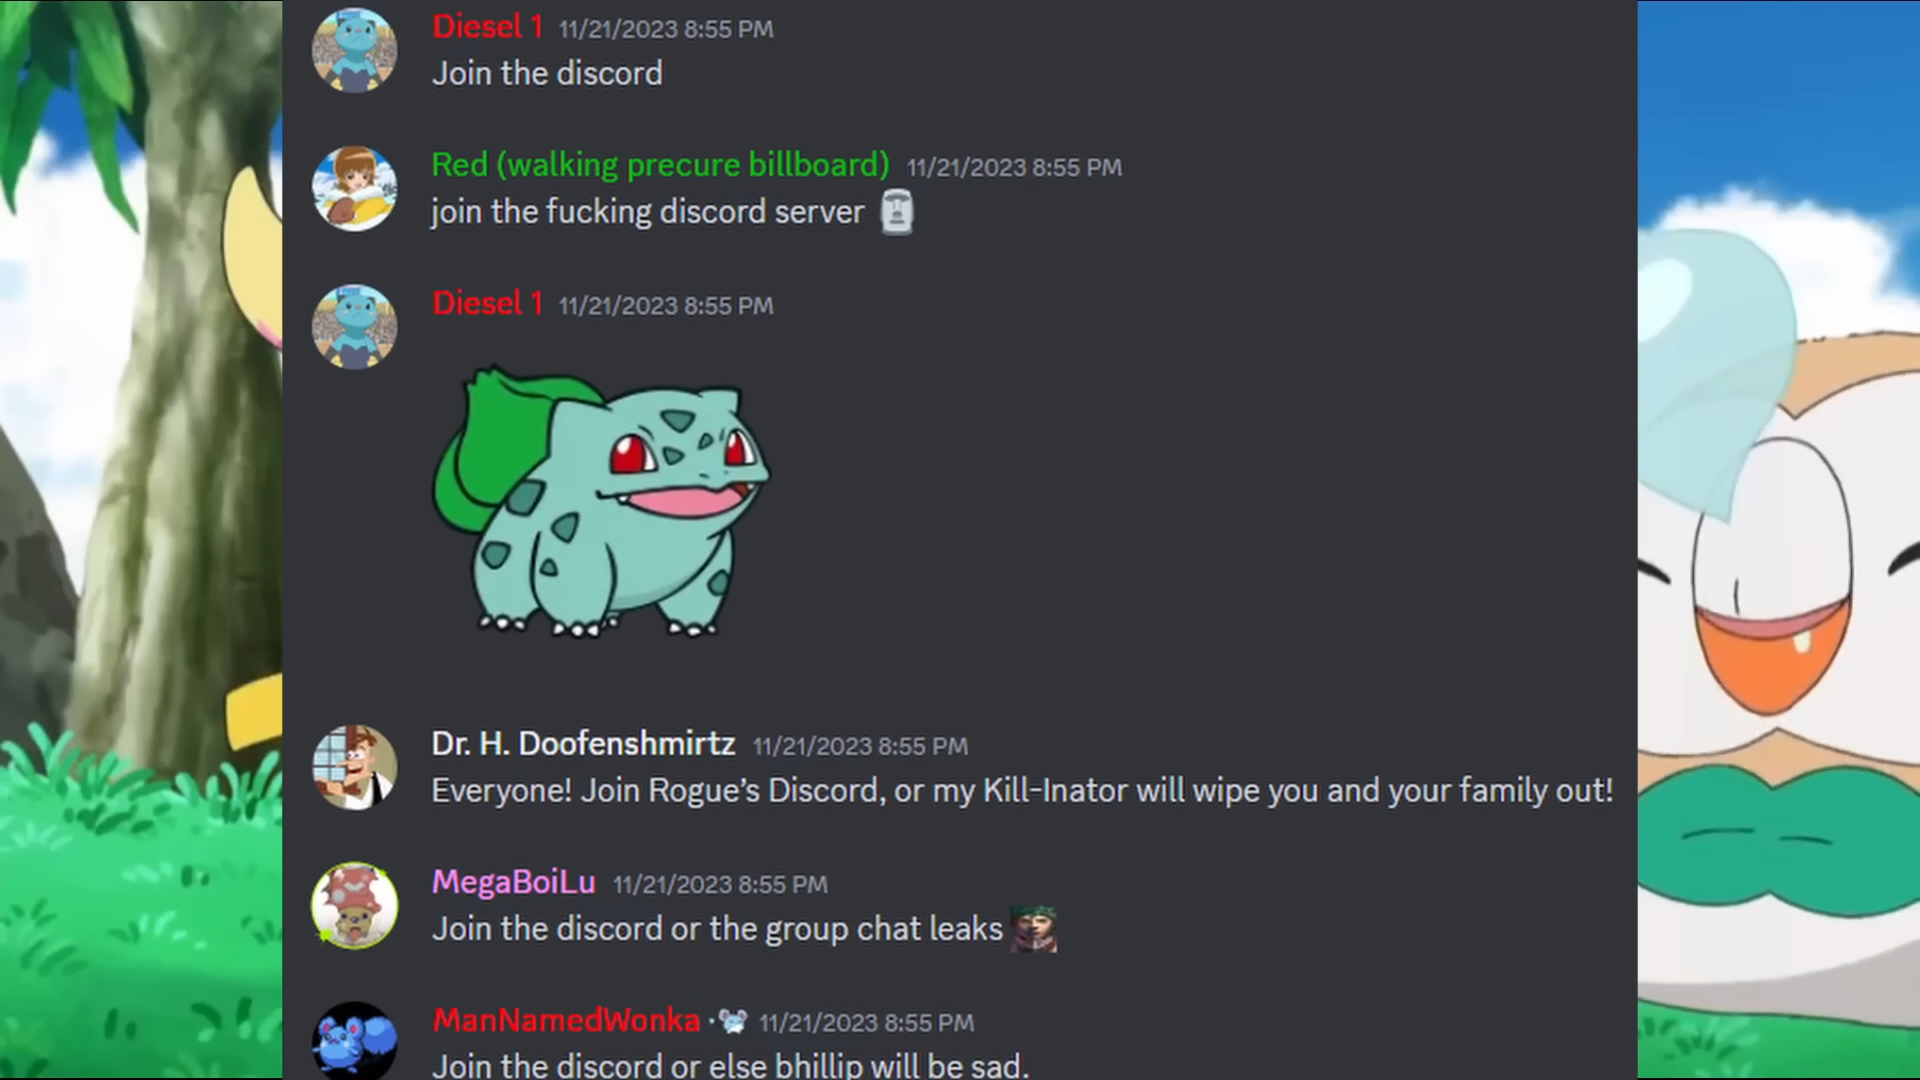 Diesel 1 11/21/2023 8:55 PM
Join the discord
Red (walking precure billboard) 11/21/2023 8:55 PM
join the fucking discord server 🗿
Diesel 1 11/21/2023 8:55 PM
Dr. H. Doofenshmirtz 11/21/2023 8:55 PM
Everyone! Join Rogue’s Discord, or my Kill-Inator will wipe you and your family out!
MegaBoiLu 11/21/2023 8:55 PM
Join the discord or the group chat leaks
ManNamedWonka · 11/21/2023 8:55 PM
Join the discord or else bhillip will be sad.